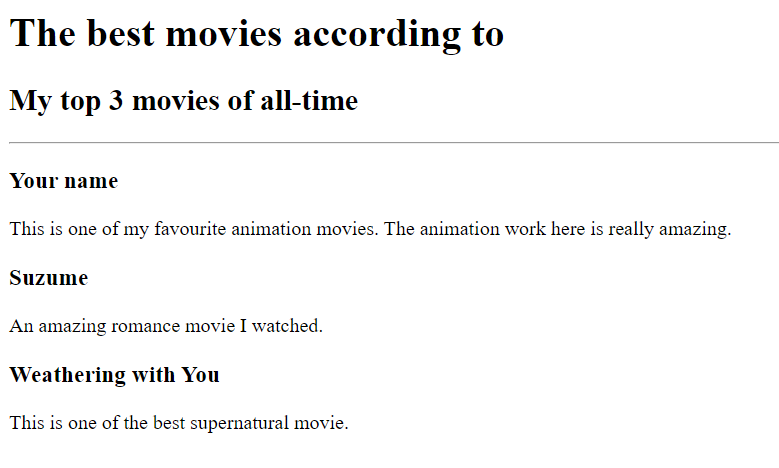 The best movies according to
My top 3 movies of all-time
Your name
This is one of my favourite animation movies. The animation work here is really amazing.
Suzume
An amazing romance movie I watched.
Weathering with You
This is one of the best supernatural movie.